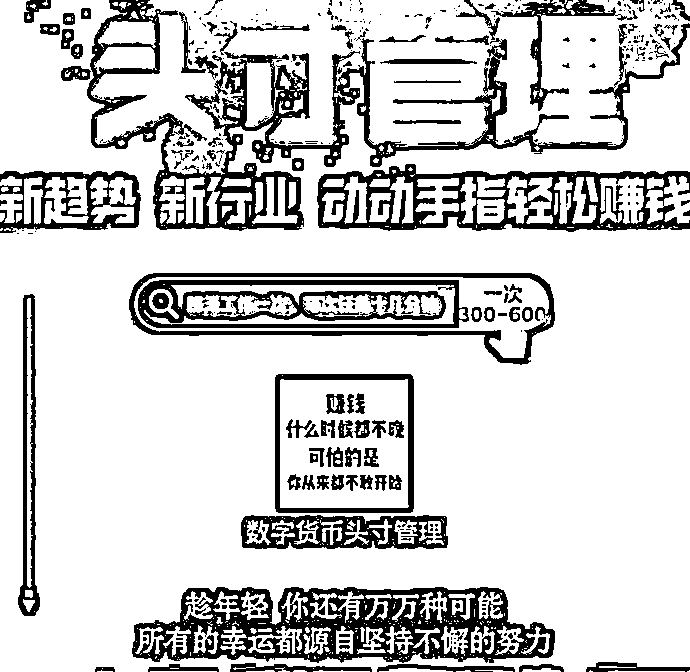 头寸管理
新趋势 新行业 动动手指轻松赚钱
一次
300-600
赚钱
什么时候都不晚
可怕的是
你从来都不敢开始
数字货币头寸管理
趁年轻 你还有万万种可能
所有的幸运都源自坚持不懈的努力